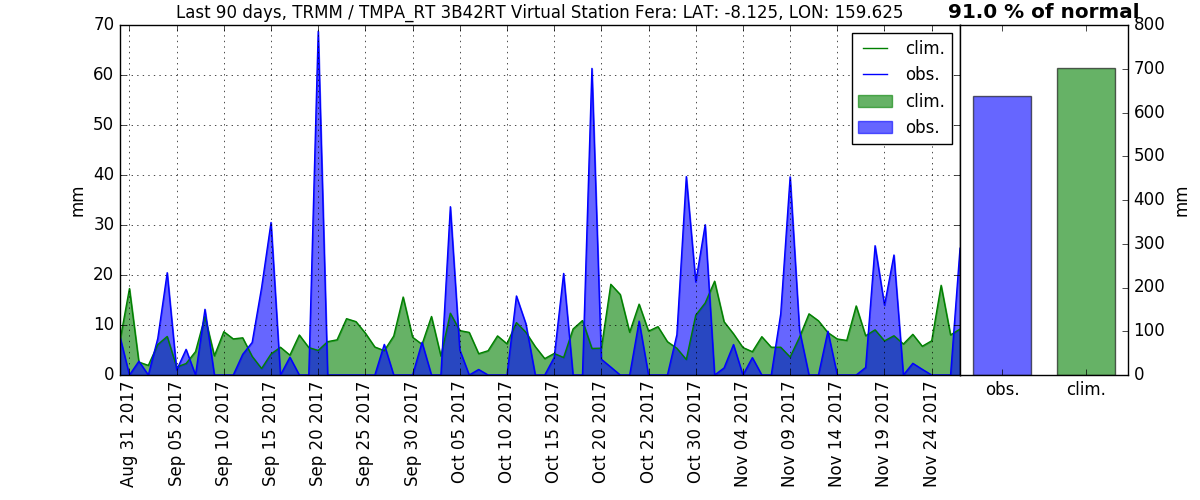 Last 90 days, TRMM / TMPA_RT 3B42RT Virtual Station Fera: LAT: -8.125, LON: 159.625
91.0 % of normal
mm
70
60
50
40
30
20
10
0
clim.
obs.
clim.
obs.
Aug 31 2017
Sep 05 2017
Sep 10 2017
Sep 15 2017
Sep 20 2017
Sep 25 2017
Sep 30 2017
Oct 05 2017
Oct 10 2017
Oct 15 2017
Oct 20 2017
Oct 25 2017
Oct 30 2017
Nov 04 2017
Nov 09 2017
Nov 14 2017
Nov 19 2017
Nov 24 2017
800
700
600
500
400
300
200
100
0
mm
obs.
clim.